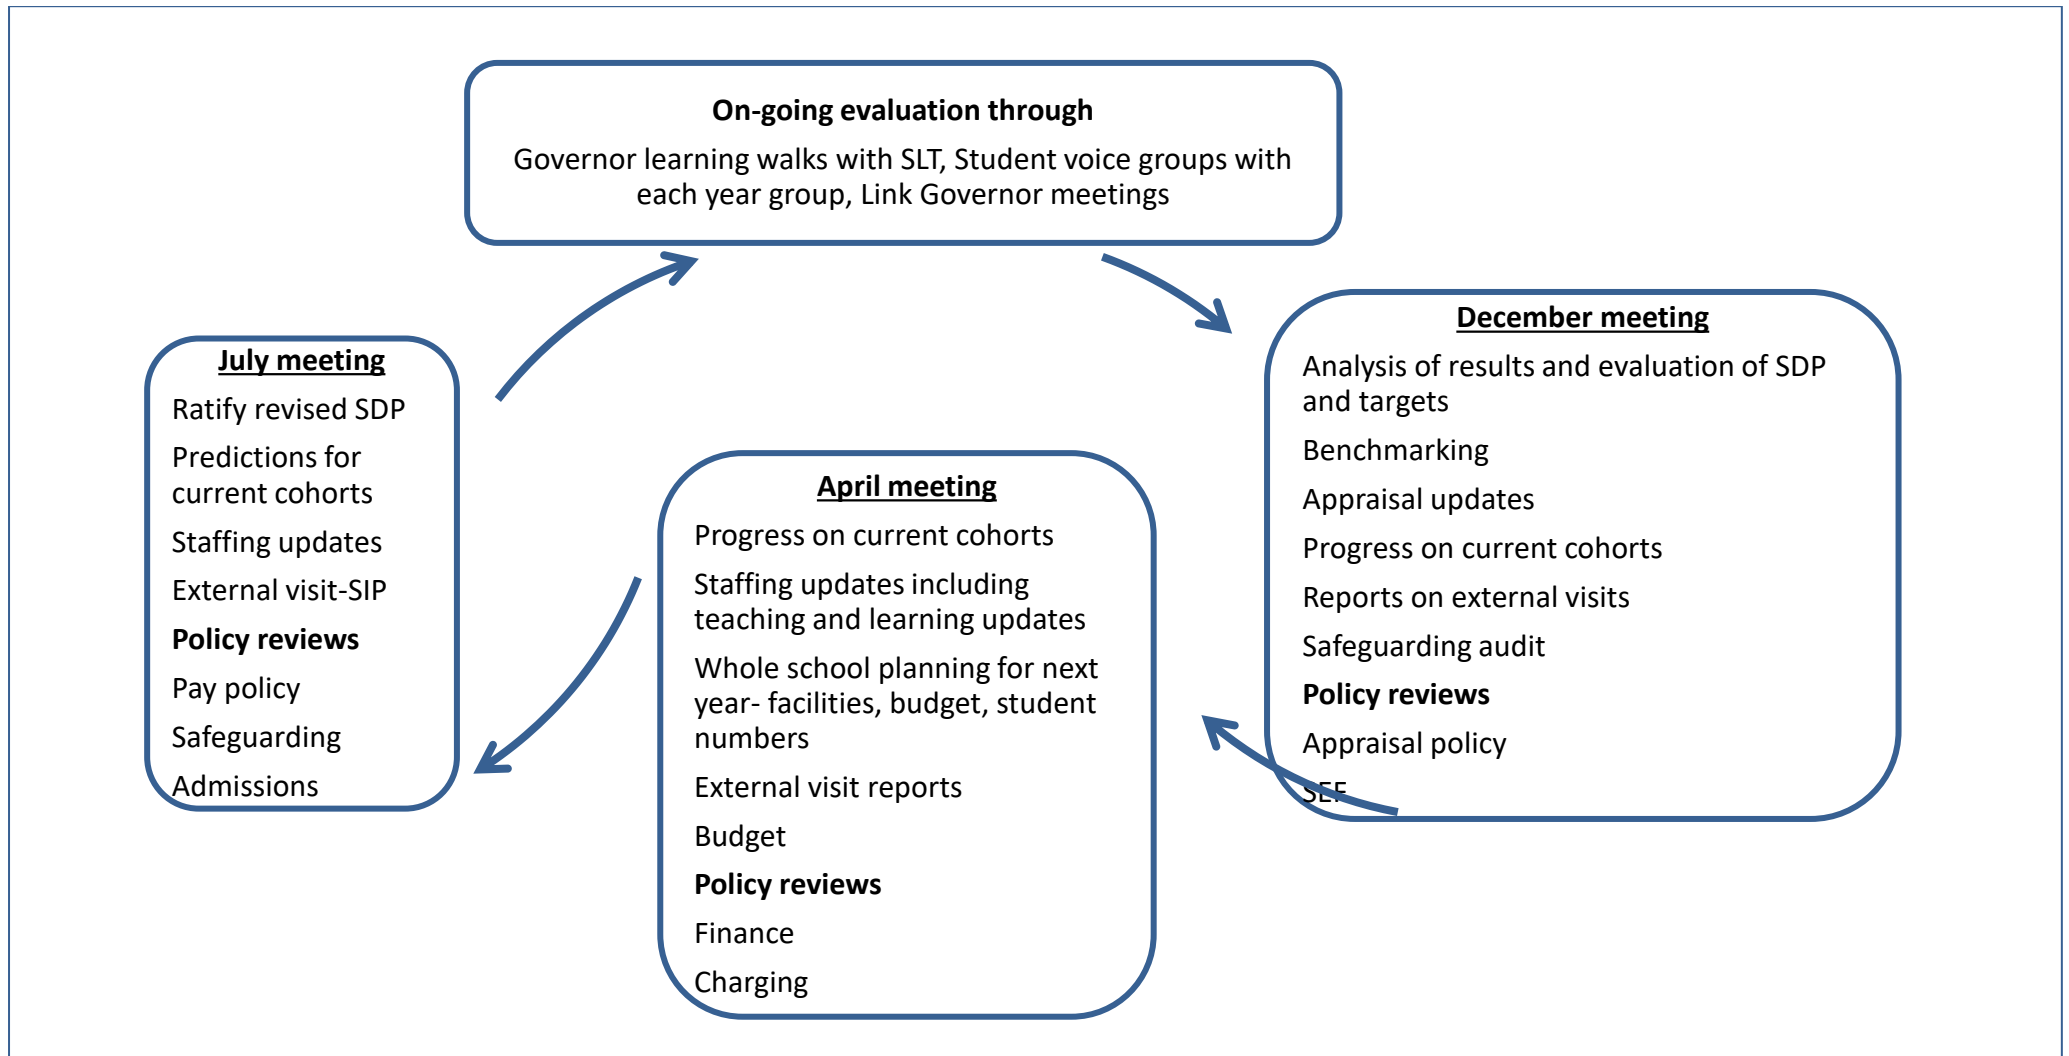 On-going evaluation through
Governor learning walks with SLT, Student voice groups with
each year group, Link Governor meetings
December meeting
Analysis of results and evaluation of SDP
and targets
Benchmarking
Appraisal updates
Progress on current cohorts
Reports on external visits
Safeguarding audit
Policy reviews
Appraisal policy
SEF
April meeting
Progress on current cohorts
Staffing updates including
teaching and learning updates
Whole school planning for next
year- facilities, budget, student
numbers
External visit reports
Budget
Policy reviews
Finance
Charging
July meeting
Ratify revised SDP
Predictions for
current cohorts
Staffing updates
External visit-SIP
Policy reviews
Pay policy
Safeguarding
Admissions